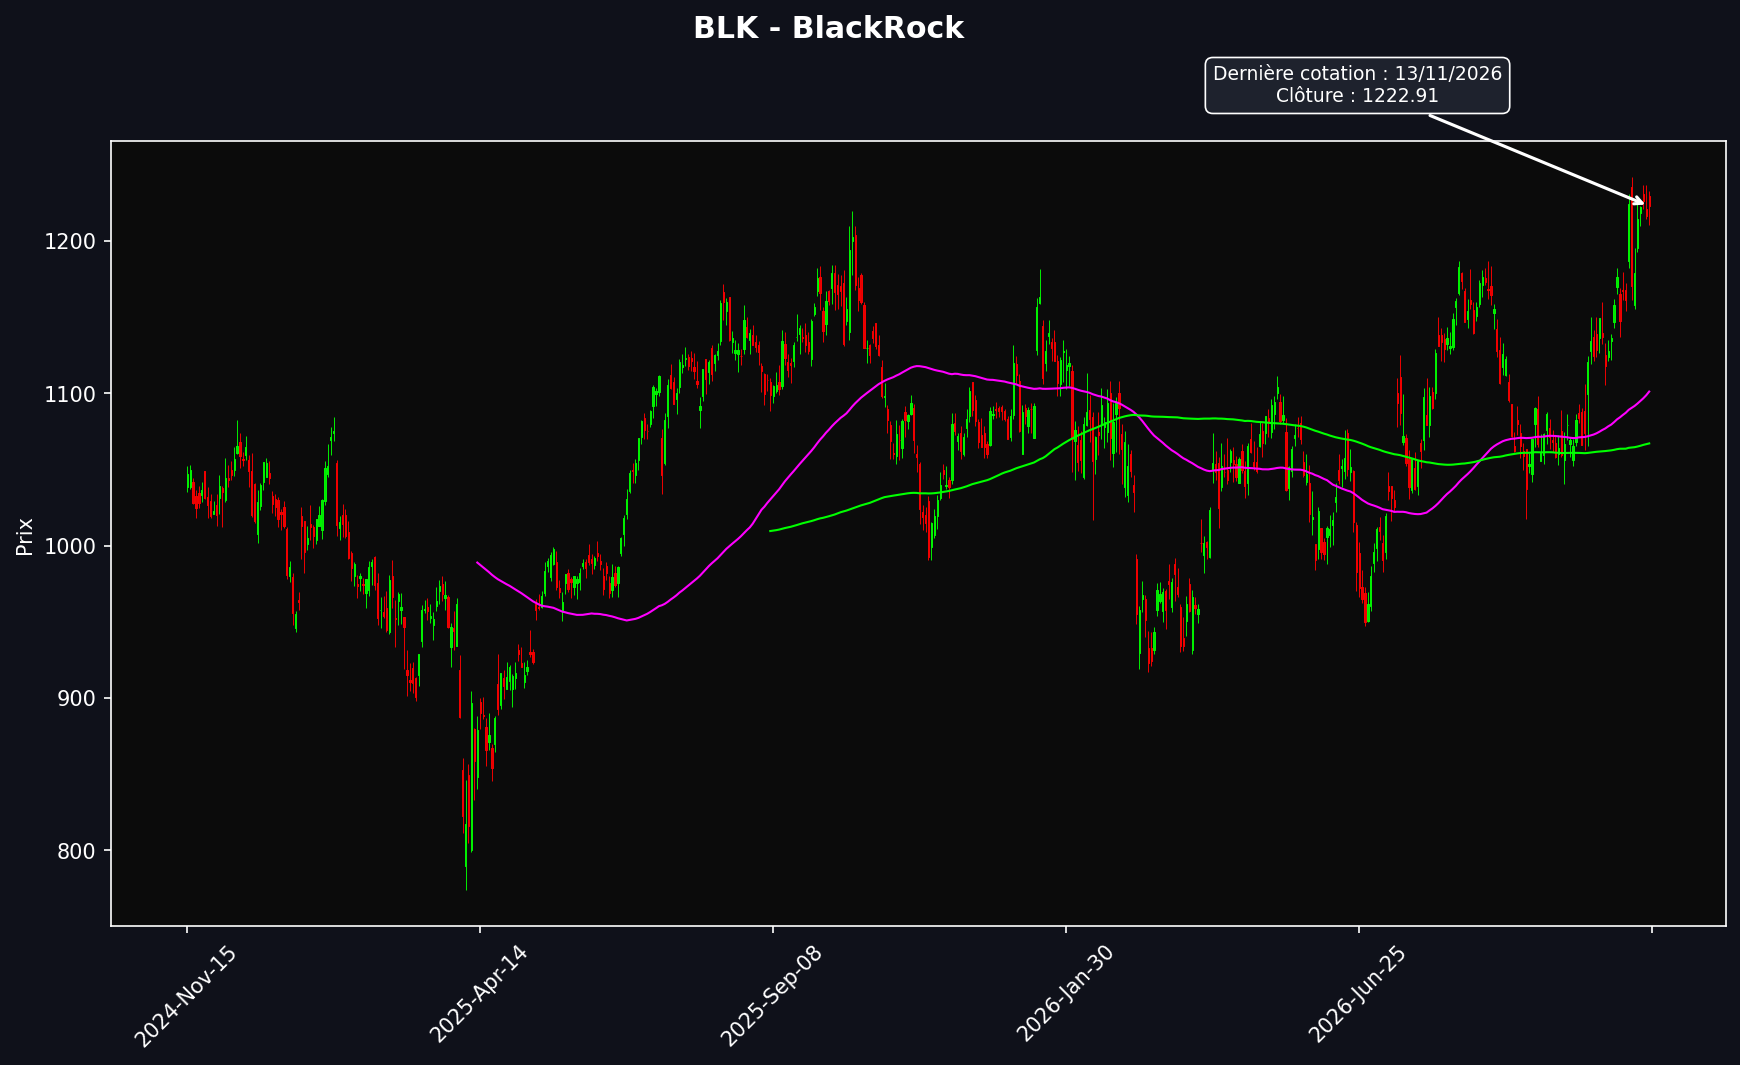 BLK - BlackRock
Dernière cotation : 13/11/2026
Clôture : 1222.91
1200
1100
1000
900
800
Prix
2024-Nov-15
2025-Apr-14
2025-Sep-08
2026-Jan-30
2026-Jun-25